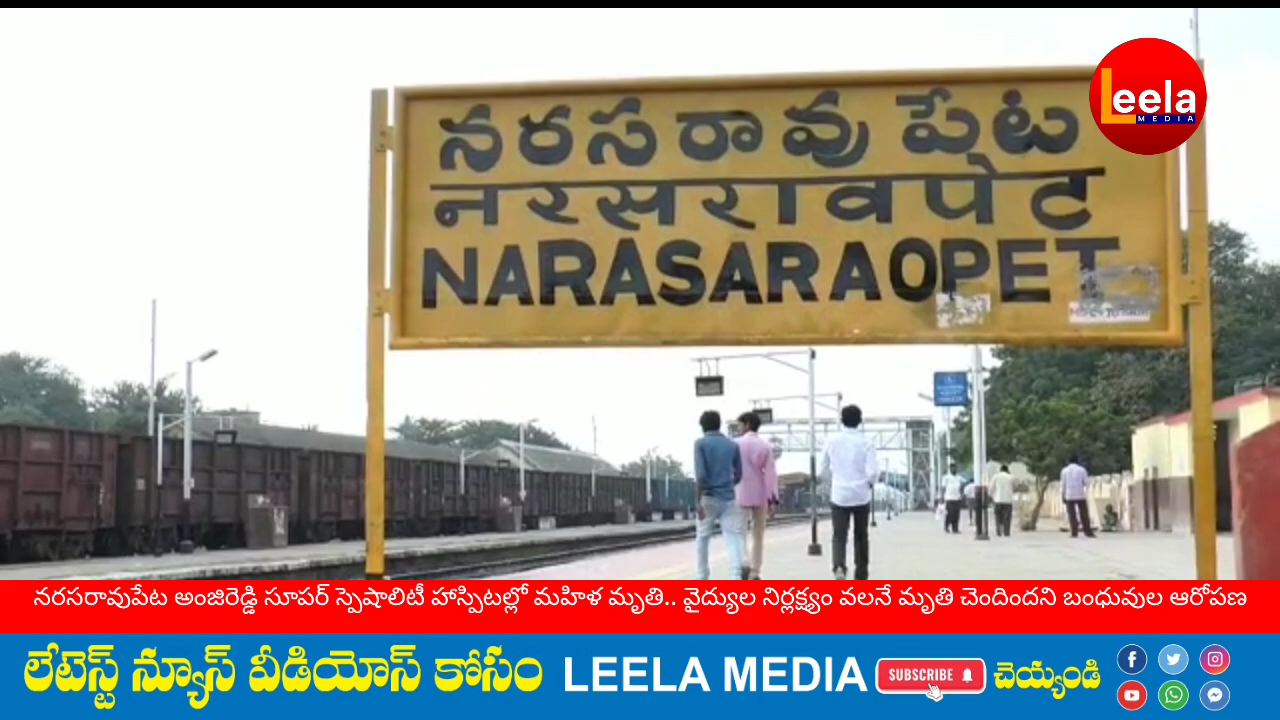 Leela
MEDIA
నరసరావు పేట
नरसरावपेट
NARASARAOPET
నరసరావుపేట అంజిరెడ్డి సూపర్ స్పెషాలిటీ హాస్పిటల్లో మహిళ మృతి.. వైద్యుల నిర్లక్ష్యం వలనే మృతి చెందిందని బంధువుల ఆరోపణ
లేటెస్ట్ న్యూస్ వీడియోస్ కోసం LEELA MEDIA SUBSCRIBE చెయ్యండి